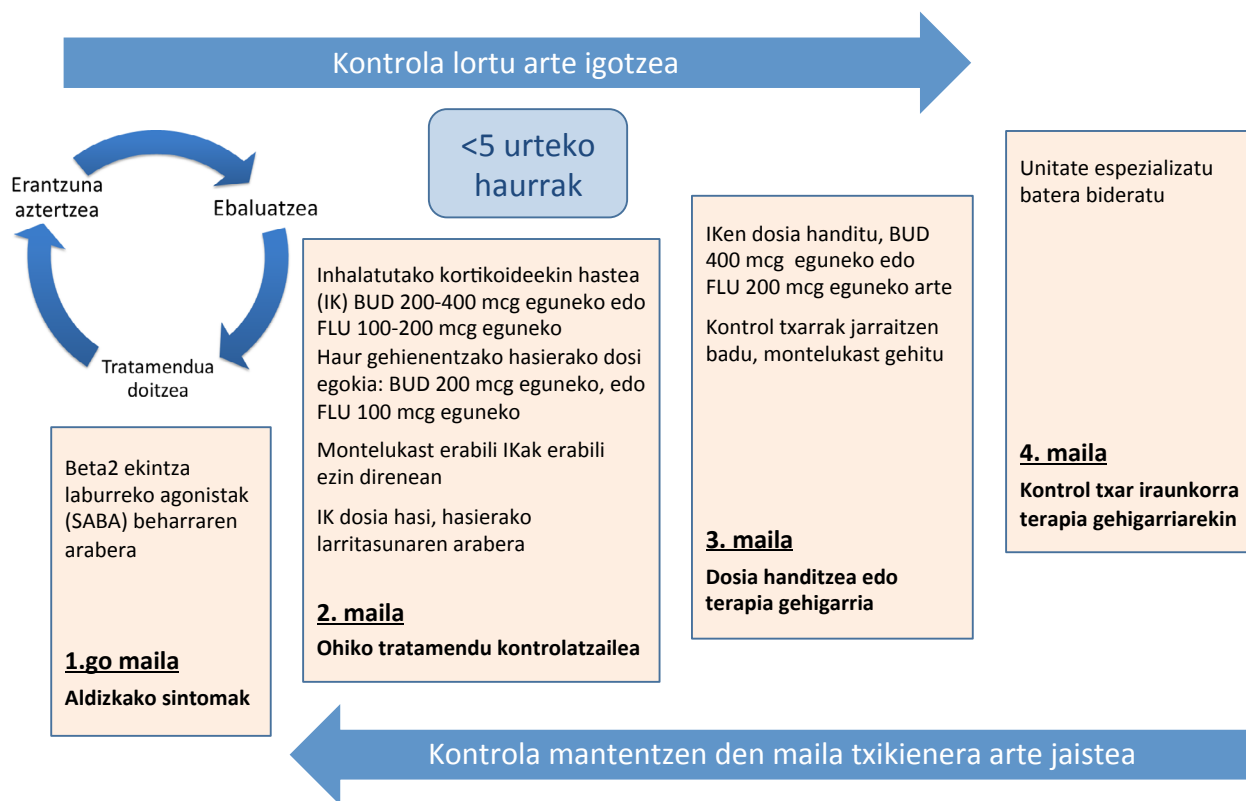 Kontrola lortu arte igotzea
<5 urteko
haurrak
Erantzuna
aztertzea
Ebaluatzea
Tratamendua
doitzea
Beta2 ekintza
laburreko agonistak
(SABA) beharraren
arabera
1.go maila
Aldizkako sintomak
Inhalatutako kortikoideekin hastea
(IK) BUD 200-400 mcg eguneko edo
FLU 100-200 mcg eguneko
Haur gehienentzako hasierako dosi
egokia: BUD 200 mcg eguneko, edo
FLU 100 mcg eguneko
Montelukast erabili IKak erabili
ezin direnean
IK dosia hasi, hasierako
larritasunaren arabera
2. maila
Ohiko tratamendu kontrolatzailea
IKen dosia handitu, BUD
400 mcg eguneko edo
FLU 200 mcg eguneko arte
Kontrol txarrak jarraitzen
badu, montelukast gehitu
3. maila
Dosia handitzea edo
terapia gehigarria
Unitate espezializatu
batera bideratu
4. maila
Kontrol txar iraunkorra
terapia gehigarriarekin
Kontrola mantentzen den maila txikienera arte jaistea